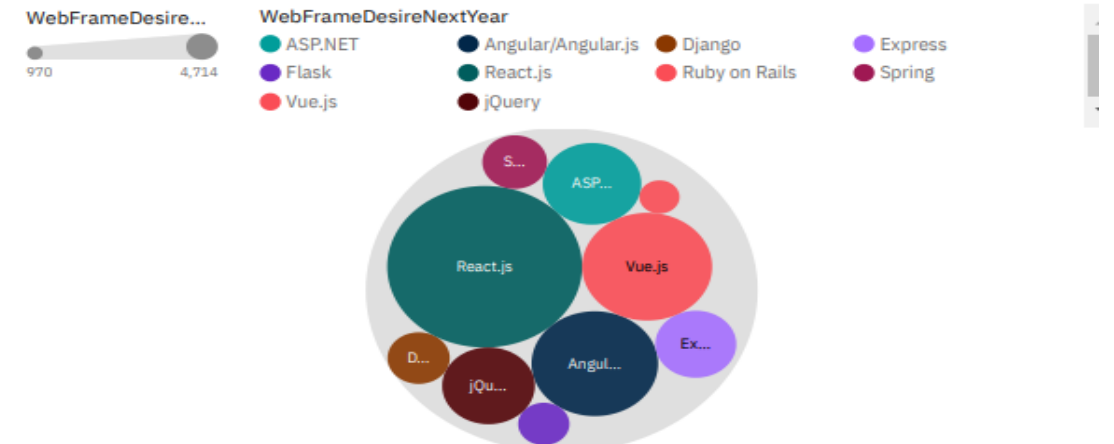 WebFrameDesire... WebFrameDesireNextYear
ASP.NET Angular/Angular.js Django Express
970 4,714 Flask React.js Ruby on Rails Spring
Vue.js jQuery
S...
ASP...
React.js Vue.js
Ex...
D... Angul...
jQu...